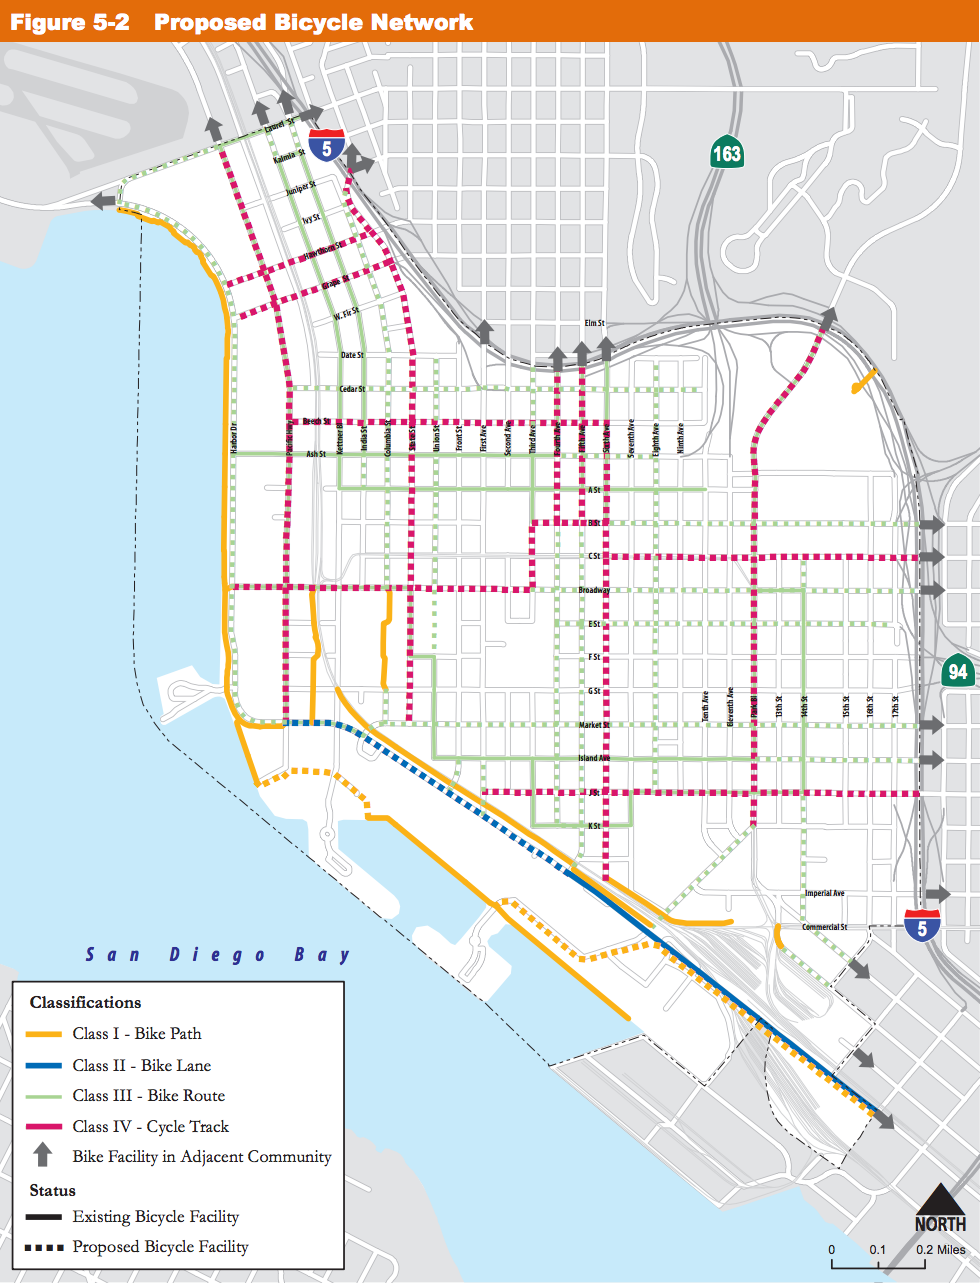 Figure 5-2 Proposed Bicycle Network
Laurel St
5
163
Kalmia St
Juniper St
Ivy St
Hawthorn St
Grape St
W. Fir St
Elm St
Date St
Cedar St
Beech St
Ash St
Harbor Dr
Kettner Bl
India St
Columbia St
State St
Union St
Front St
First Ave
Second Ave
Third Ave
Fourth Ave
Sixth Ave
Seventh Ave
Eighth Ave
Ninth Ave
A St
B St
C St
Broadway
E St
F St
G St
94
Tenth Ave
Eleventh Ave
Park Bl
13th St
14th St
15th St
16th St
17th St
Market St
Island Ave
J St
K St
Imperial Ave
Commercial St
5
San Diego Bay
Classifications
Class I - Bike Path
Class II - Bike Lane
Class III - Bike Route
Class IV - Cycle Track
Bike Facility in Adjacent Community
Status
Existing Bicycle Facility
Proposed Bicycle Facility
NORTH
0 0.1 0.2 Miles